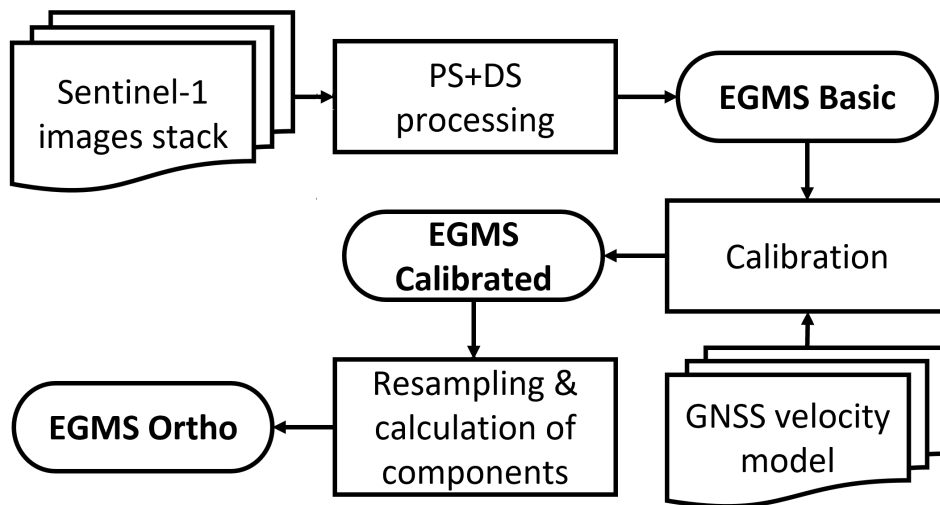 Sentinel-1
images stack
PS+DS
processing
EGMS Basic
EGMS
Calibrated
Calibration
EGMS Ortho
Resampling &
calculation of
components
GNSS velocity
model